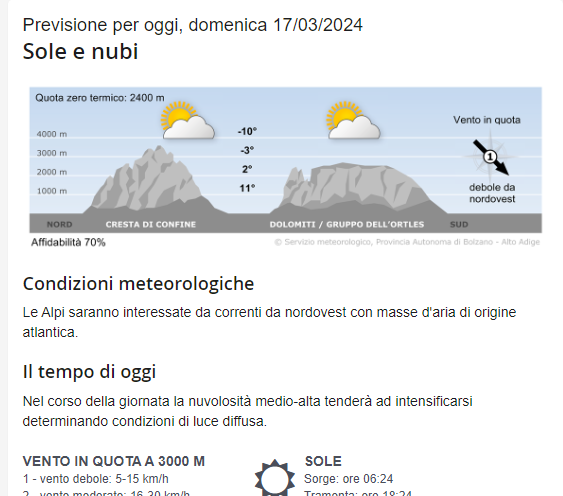 Previsione per oggi, domenica 17/03/2024
Sole e nubi
Quota zero termico: 2400 m
4000 m
3000 m
2000 m
1000 m
-10°
-3°
2°
11°
Vento in quota
1
debole da
nordovest
NORD CRESTA DI CONFINE DOLOMITI / GRUPPO DELL'ORTLES SUD
Affidabilità 70% © Servizio meteorologico, Provincia Autonoma di Bolzano - Alto Adige
Condizioni meteorologiche
Le Alpi saranno interessate da correnti da nordovest con masse d'aria di origine
atlantica.
Il tempo di oggi
Nel corso della giornata la nuvolosità medio-alta tenderà ad intensificarsi
determinando condizioni di luce diffusa.
VENTO IN QUOTA A 3000 M
1 - vento debole: 5-15 km/h
2 - vento moderato: 16-30 km/h
SOLE
Sorge: ore 06:24
Tramonta: ore 18:24